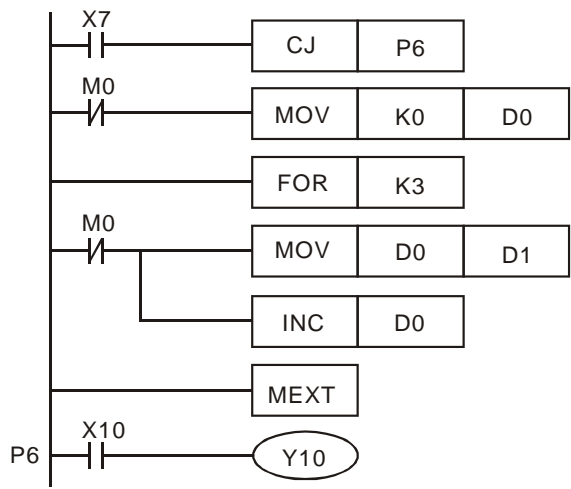 X7
CJ P6
M0
MOV K0 D0
FOR K3
M0
MOV D0 D1
INC D0
MEXT
X10
P6 Y10